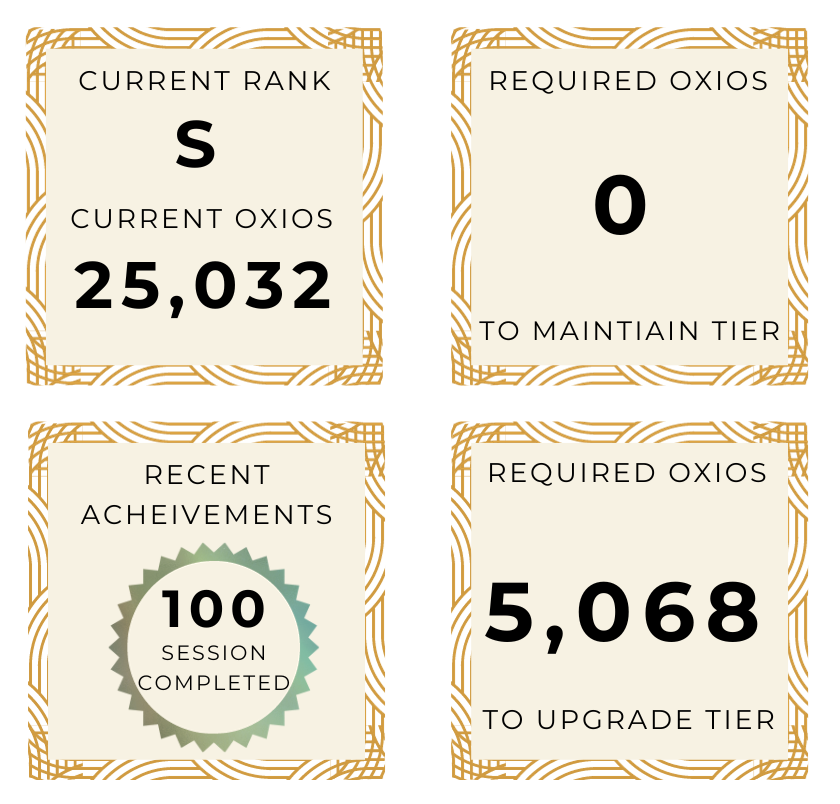 CURRENT RANK
S
CURRENT OXIOS
25,032
REQUIRED OXIOS
0
TO MAINTIAIN TIER
RECENT
ACHEIVEMENTS
100
SESSION
COMPLETED
REQUIRED OXIOS
5,068
TO UPGRADE TIER